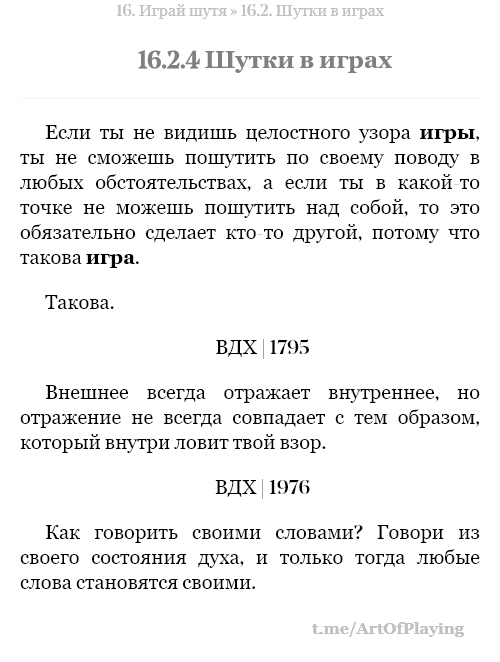 16. Играй шутя » 16.2. Шутки в играх
16.2.4 Шутки в играх
Если ты не видишь целостного узора игры,
ты не сможешь пошутить по своему поводу в
любых обстоятельствах, а если ты в какой-то
точке не можешь пошутить над собой, то это
обязательно сделает кто-то другой, потому что
такова игра.
Такова.
ВДХ | 1795
Внешнее всегда отражает внутреннее, но
отражение не всегда совпадает с тем образом,
который внутри ловит твой взор.
ВДХ | 1976
Как говорить своими словами? Говори из
своего состояния духа, и только тогда любые
слова становятся своими.
t.me/ArtOfPlaying